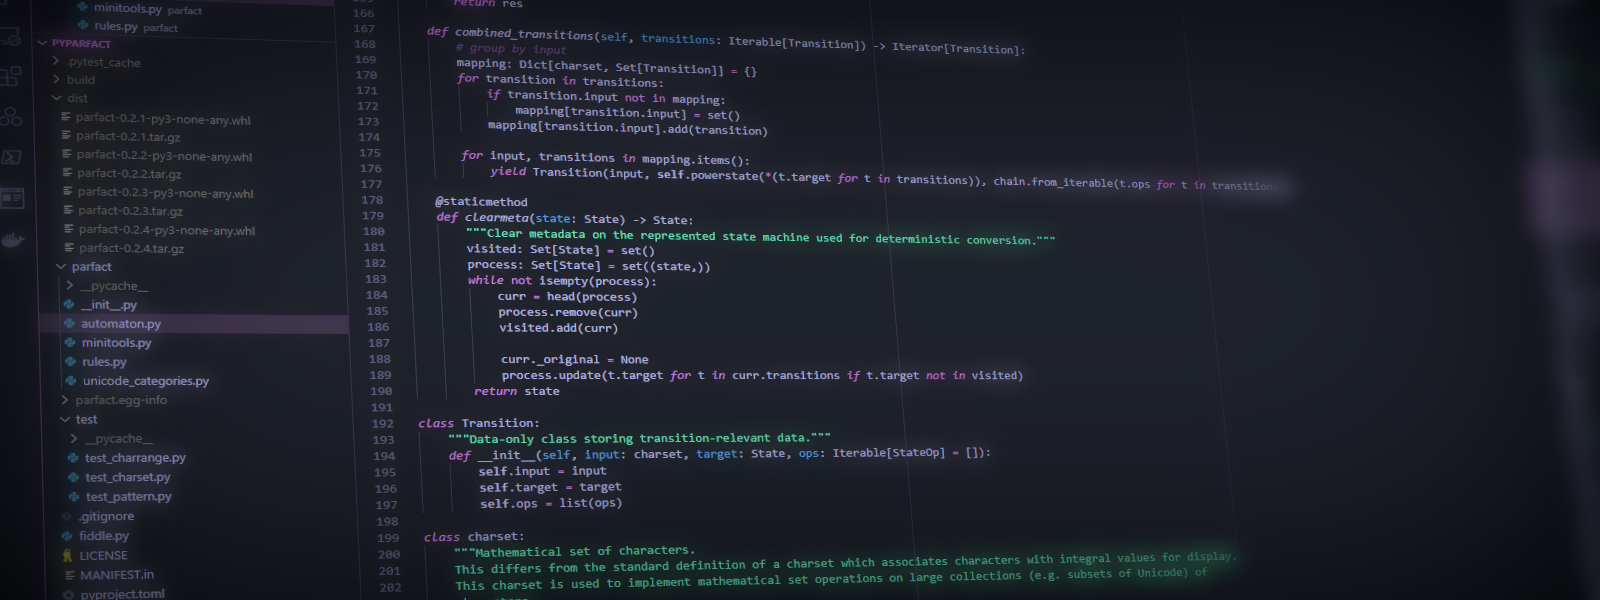 minitools.py parfact
rules.py parfact
PYPARFACT
.pytest_cache
build
dist
parfact-0.2.1-py3-none-any.whl
parfact-0.2.1.tar.gz
parfact-0.2.2-py3-none-any.whl
parfact-0.2.2.tar.gz
parfact-0.2.3-py3-none-any.whl
parfact-0.2.3.tar.gz
parfact-0.2.4-py3-none-any.whl
parfact-0.2.4.tar.gz
parfact
__pycache__
__init__.py
automaton.py
minitools.py
rules.py
unicode_categories.py
parfact.egg-info
test
__pycache__
test_charrange.py
test_charset.py
test_pattern.py
.gitignore
fiddle.py
LICENSE
MANIFEST.in
pyproject.toml
return res
166
167 def combined_transitions(self, transitions: Iterable[Transition]) -> Iterator[Transition]:
168 # group by input
169 mapping: Dict[charset, Set[Transition]] = {}
170 for transition in transitions:
171 if transition.input not in mapping:
172 mapping[transition.input] = set()
173 mapping[transition.input].add(transition)
174
175 for input, transitions in mapping.items():
176 yield Transition(input, self.powerstate(*(t.target for t in transitions)), chain.from_iterable(t.ops for t in transitions
177
178 @staticmethod
179 def clearmeta(state: State) -> State:
180 """Clear metadata on the represented state machine used for deterministic conversion."""
181 visited: Set[State] = set()
182 process: Set[State] = set((state,))
183 while not isempty(process):
184 curr = head(process)
185 process.remove(curr)
186 visited.add(curr)
187
188 curr._original = None
189 process.update(t.target for t in curr.transitions if t.target not in visited)
190 return state
191
192 class Transition:
193 """Data-only class storing transition-relevant data."""
194 def __init__(self, input: charset, target: State, ops: Iterable[StateOp] = []):
195 self.input = input
196 self.target = target
197 self.ops = list(ops)
198
199 class charset:
200 """Mathematical set of characters.
201 This differs from the standard definition of a charset which associates characters with integral values for display.
202 This charset is used to implement mathematical set operations on large collections (e.g. subsets of Unicode) of